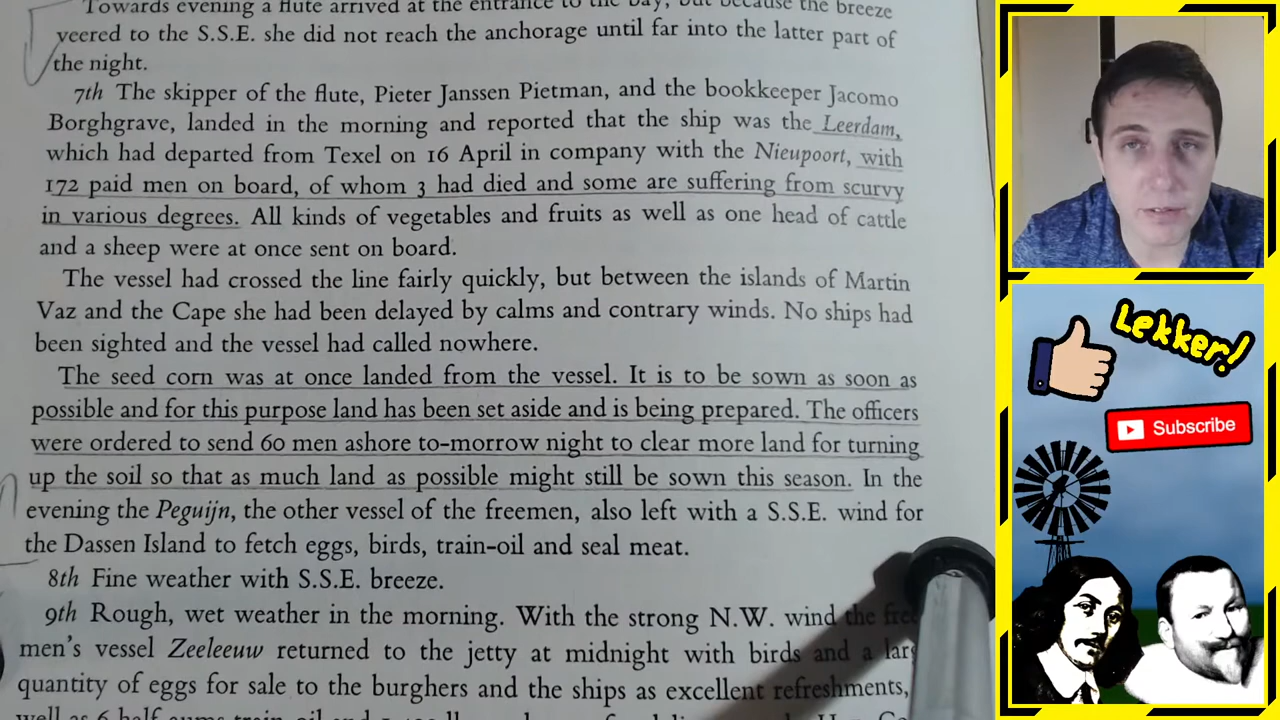 Towards evening a flute arrived at the entrance to the bay, but because the breeze
veered to the S.S.E. she did not reach the anchorage until far into the latter part of
the night.
7th The skipper of the flute, Pieter Janssen Pietman, and the bookkeeper Jacomo
Borghgrave, landed in the morning and reported that the ship was the Leerdam,
which had departed from Texel on 16 April in company with the Nieupoort, with
172 paid men on board, of whom 3 had died and some are suffering from scurvy
in various degrees. All kinds of vegetables and fruits as well as one head of cattle
and a sheep were at once sent on board.
The vessel had crossed the line fairly quickly, but between the islands of Martin
Vaz and the Cape she had been delayed by calms and contrary winds. No ships had
been sighted and the vessel had called nowhere.
The seed corn was at once landed from the vessel. It is to be sown as soon as
possible and for this purpose land has been set aside and is being prepared. The officers
were ordered to send 60 men ashore to-morrow night to clear more land for turning
up the soil so that as much land as possible might still be sown this season. In the
evening the Peguijn, the other vessel of the freemen, also left with a S.S.E. wind for
the Dassen Island to fetch eggs, birds, train-oil and seal meat.
8th Fine weather with S.S.E. breeze.
9th Rough, wet weather in the morning. With the strong N.W. wind the
men's vessel Zeeleeuw returned to the jetty at midnight with birds and a
quantity of eggs for sale to the burghers and the ships as excellent refreshments,
well as 6 half aums train-oil and a
Lekker!
Subscribe